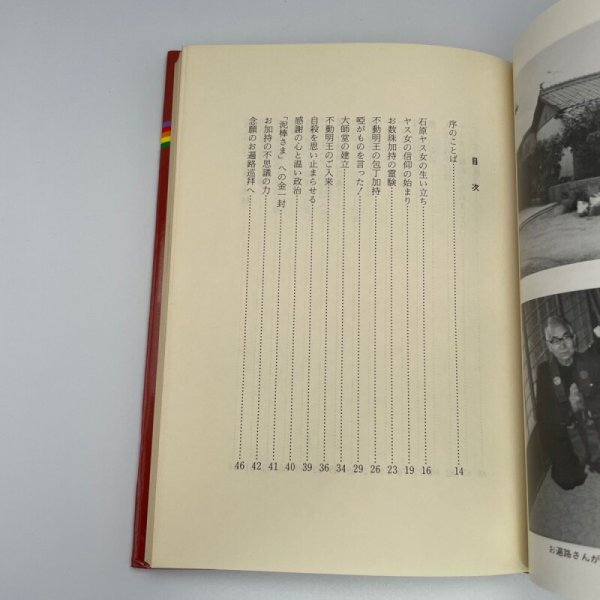 目次
序のことば 14
石原ヤス女の生い立ち 16
ヤス女の信仰の始まり 19
お数珠加持の霊験 23
不動明王の包丁加持 26
啞がものを言った! 29
大師堂の建立 34
不動明王のご入来 36
自殺を思い止まらせる 39
感謝の心と温い政治 40
「泥棒さま」への金一封 41
お加持の不思議の力 42
念願のお遍路巡拝へ 46
お遍路さんが